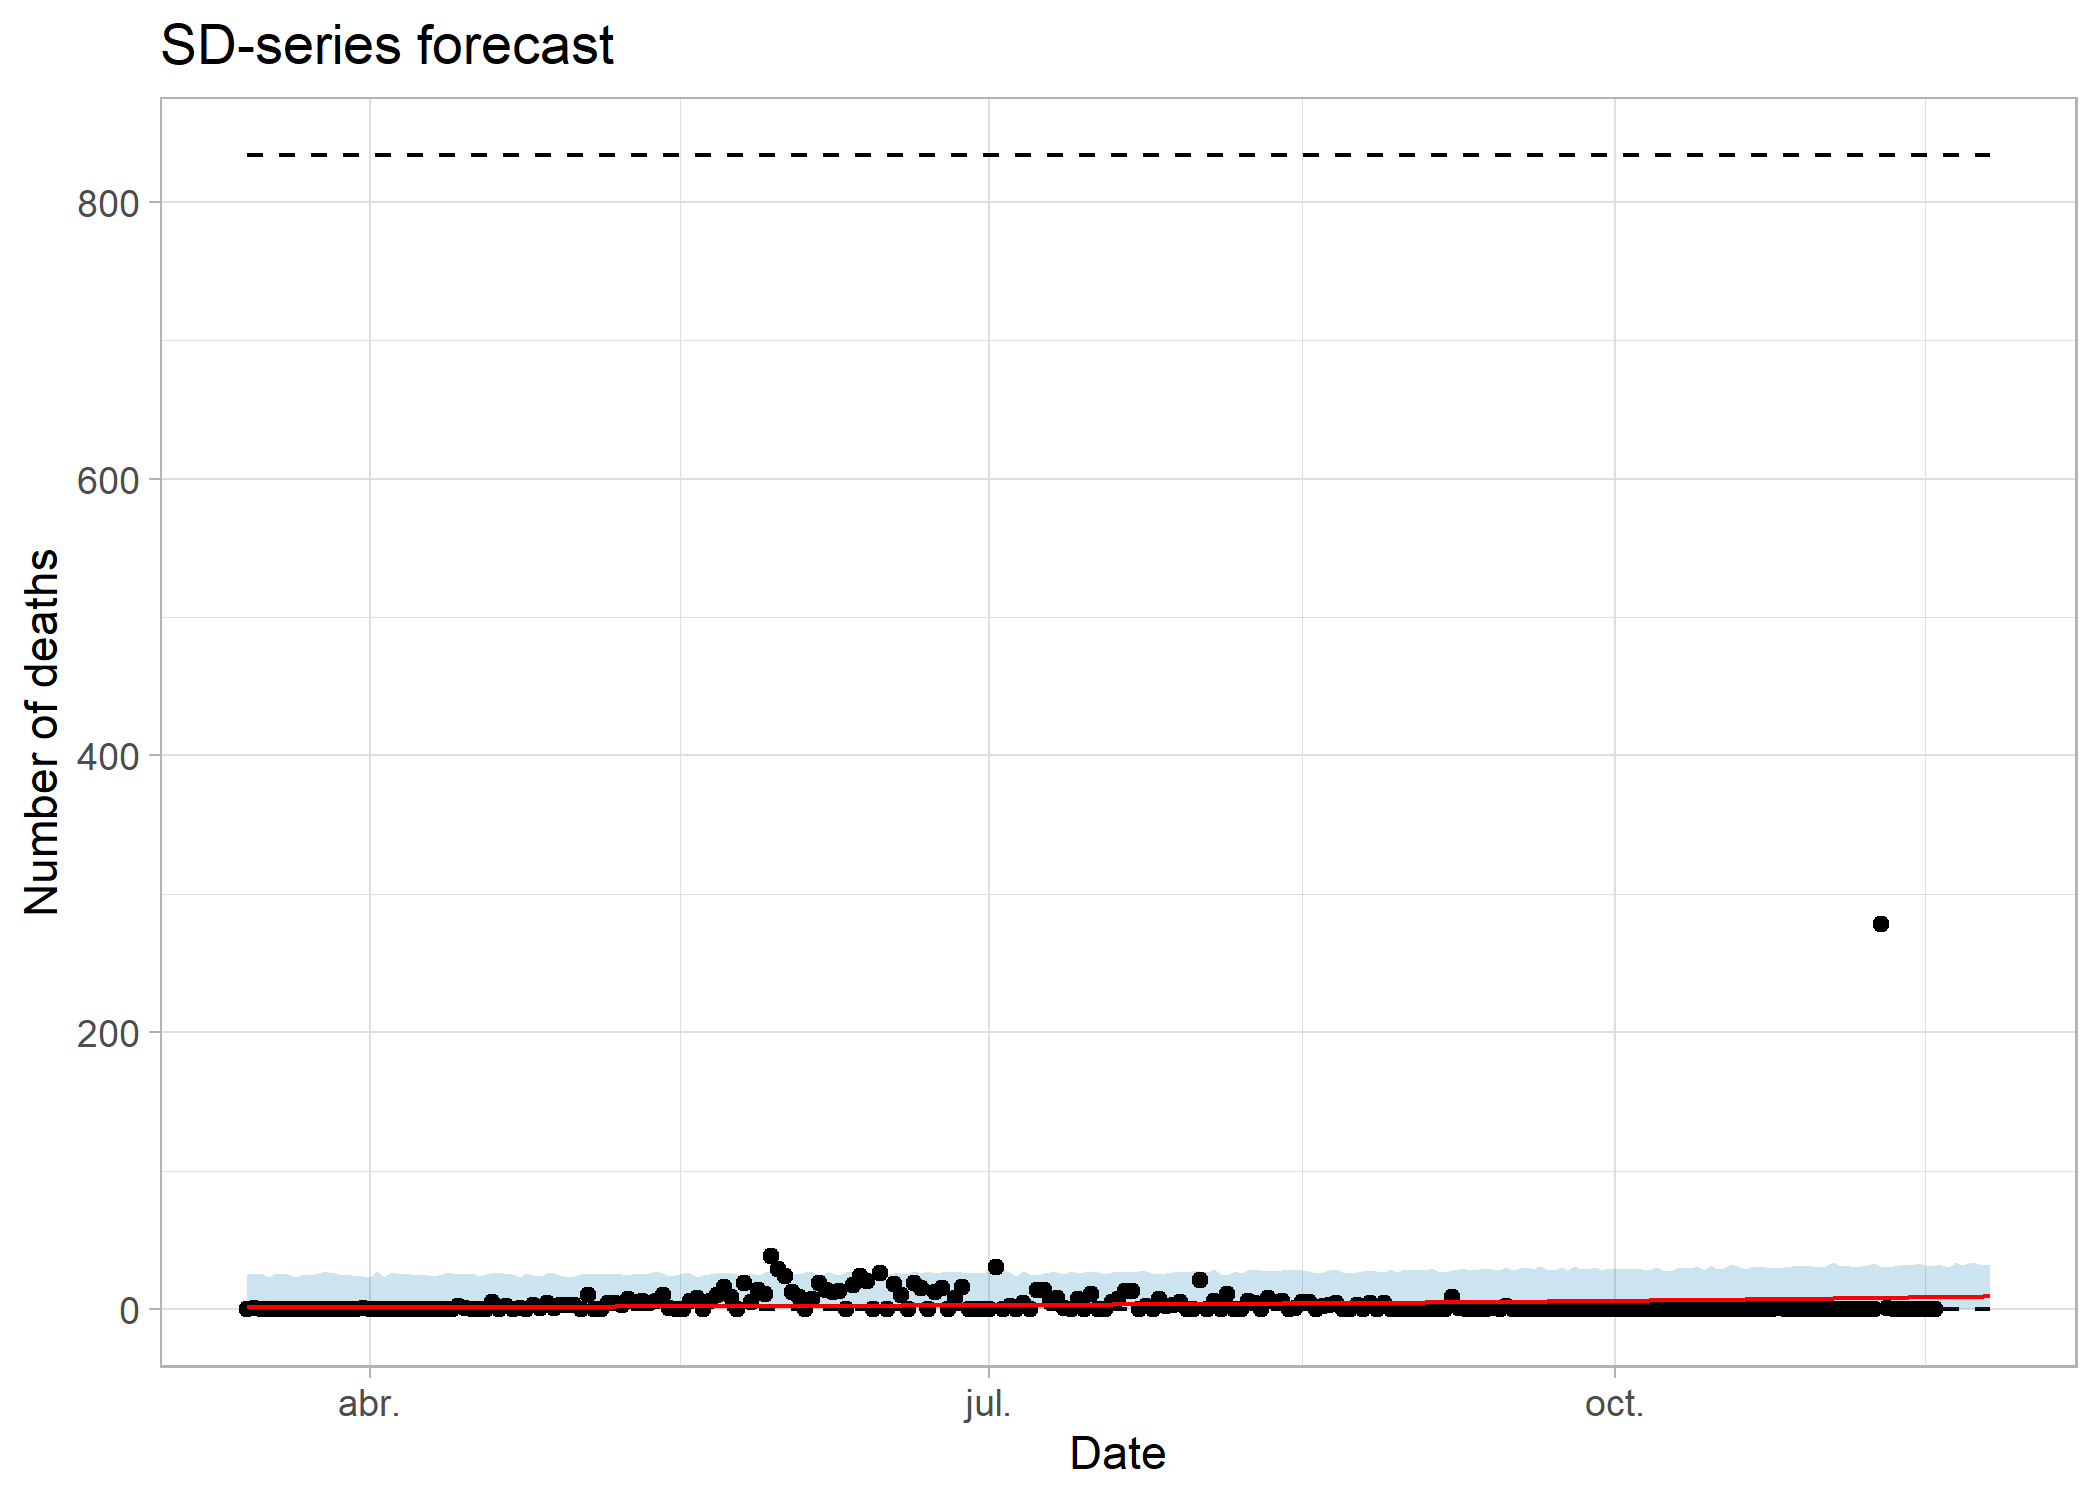 SD-series forecast
Number of deaths
800
600
400
200
0
abr.
jul.
oct.
Date